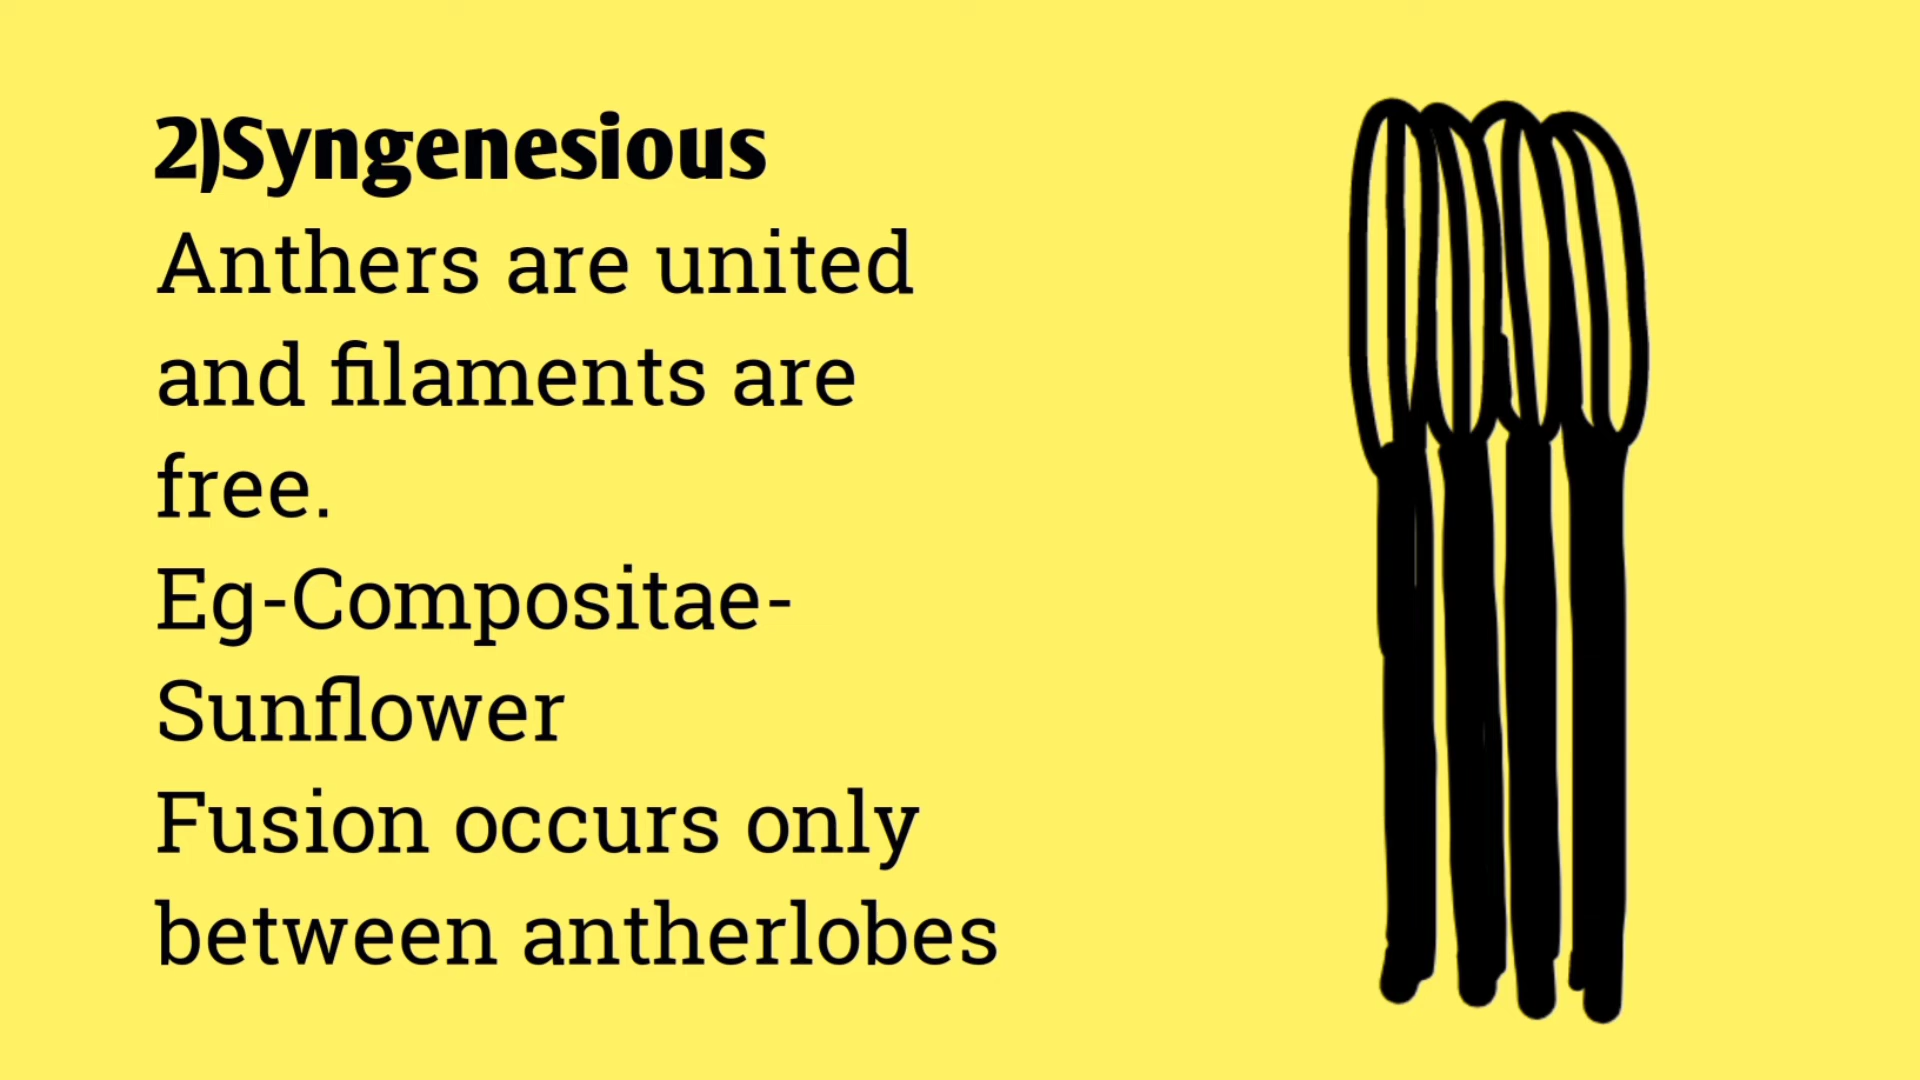 2)Syngenesious
Anthers are united
and filaments are
free.
Eg-Compositae-
Sunflower
Fusion occurs only
between antherlobes